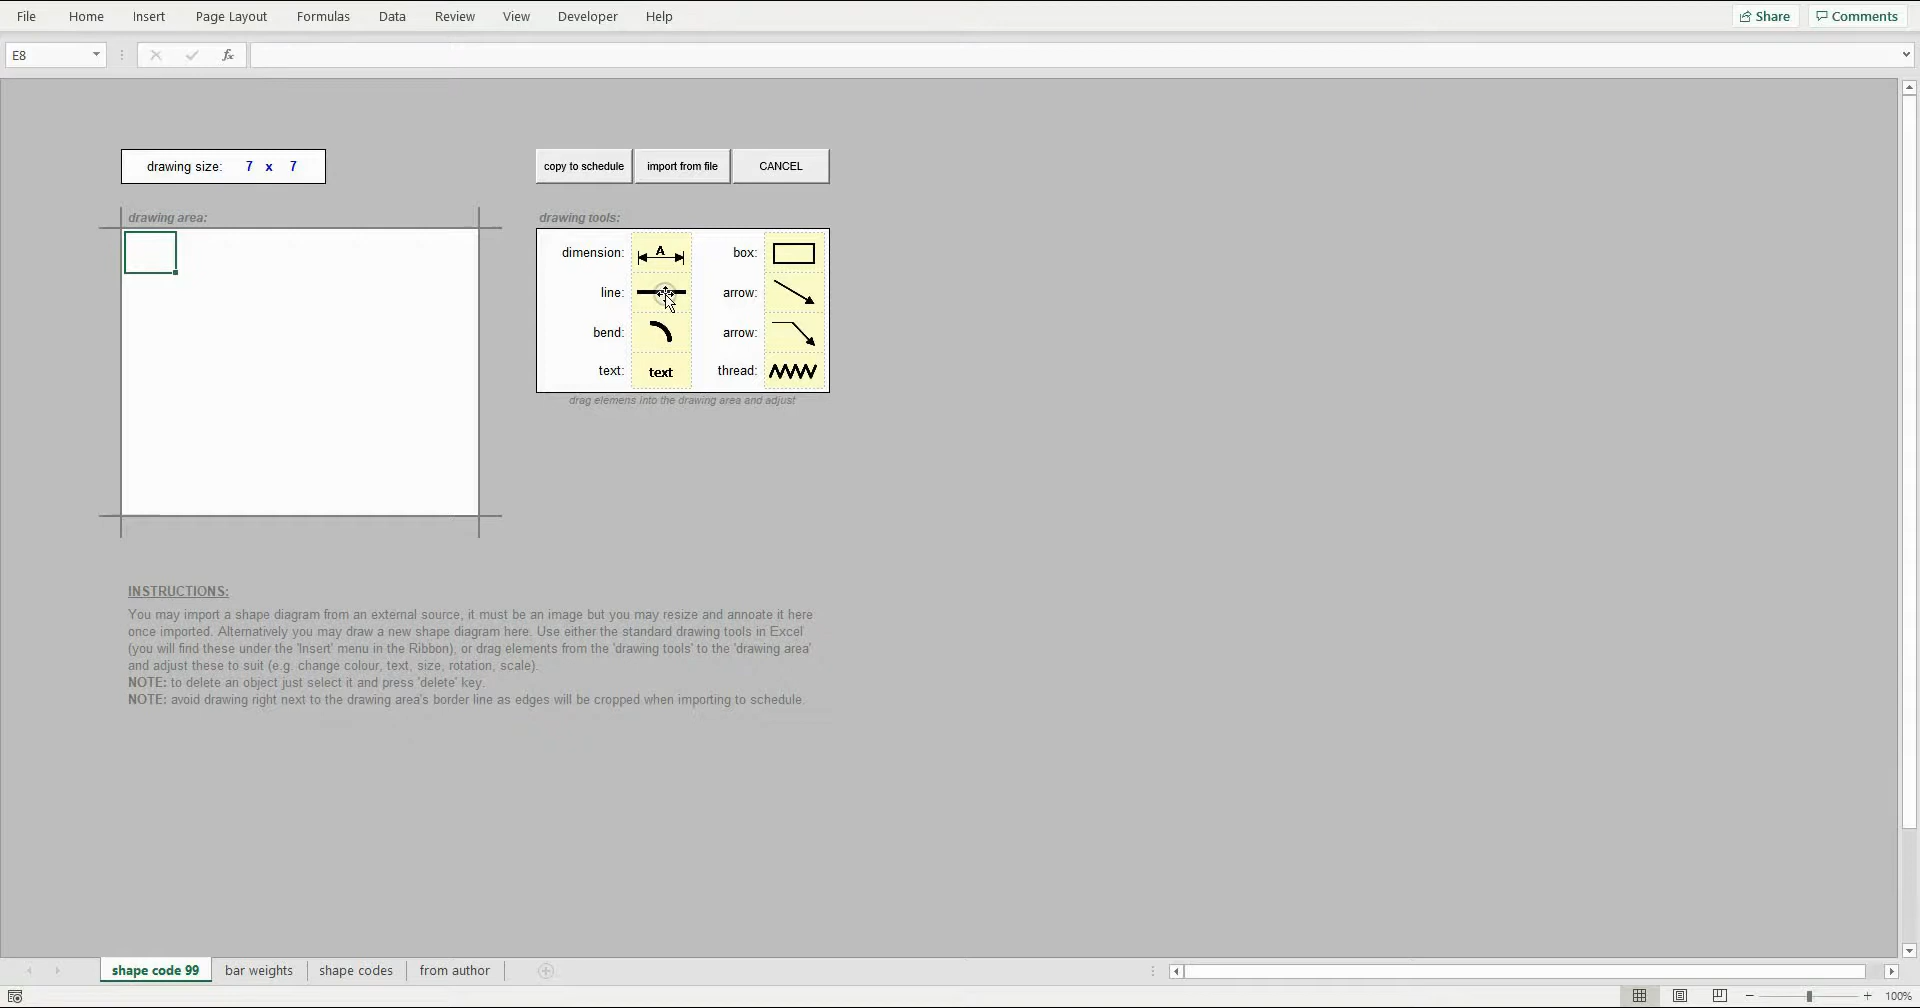 File Home Insert Page Layout Formulas Data Review View Developer Help Share Comments
E8 fx
drawing size: 7 x 7
copy to schedule import from file CANCEL
drawing area:
drawing tools:
dimension: A box:
line: arrow:
bend: arrow:
text: text thread:
drag elemens into the drawing area and adjust
INSTRUCTIONS:
You may import a shape diagram from an external source, it must be an image but you may resize and annoate it here
once imported. Alternatively you may draw a new shape diagram here. Use either the standard drawing tools in Excel
(you will find these under the 'Insert' menu in the Ribbon), or drag elements from the 'drawing tools' to the 'drawing area'
and adjust these to suit (e.g. change colour, text, size, rotation, scale).
NOTE: to delete an object just select it and press 'delete' key.
NOTE: avoid drawing right next to the drawing area's border line as edges will be cropped when importing to schedule.
shape code 99 bar weights shape codes from author
100%